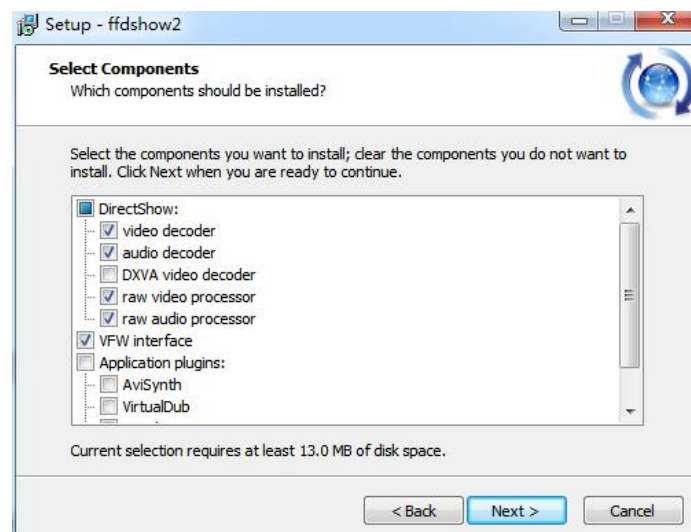 Setup - ffdshow2
Select Components
Which components should be installed?
Select the components you want to install; clear the components you do not want to
install. Click Next when you are ready to continue.
DirectShow:
video decoder
audio decoder
DXVA video decoder
raw video processor
raw audio processor
VFW interface
Application plugins:
AviSynth
VirtualDub
Current selection requires at least 13.0 MB of disk space.
< Back
Next >
Cancel